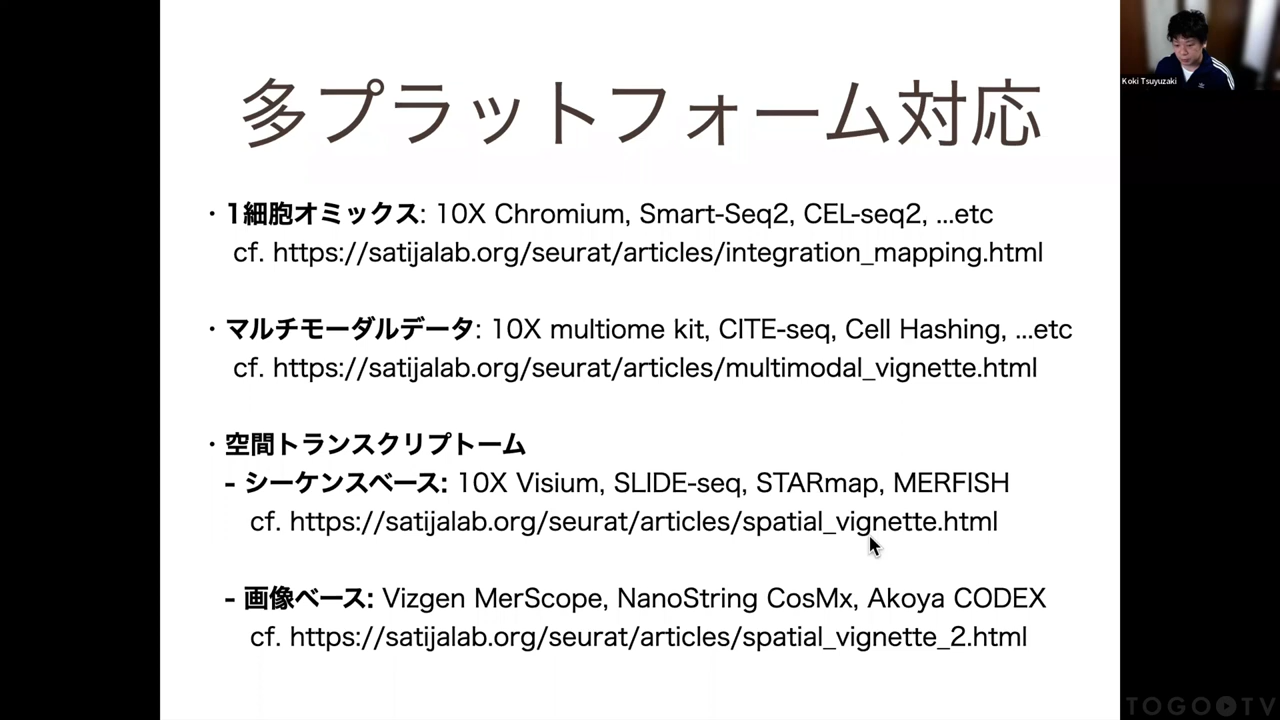 多プラットフォーム対応
・1細胞オミックス: 10X Chromium, Smart-Seq2, CEL-seq2, ...etc
cf. https://satijalab.org/seurat/articles/integration_mapping.html
・マルチモーダルデータ: 10X multiome kit, CITE-seq, Cell Hashing, ...etc
cf. https://satijalab.org/seurat/articles/multimodal_vignette.html
・空間トランスクリプトーム
- シーケンスベース: 10X Visium, SLIDE-seq, STARmap, MERFISH
cf. https://satijalab.org/seurat/articles/spatial_vignette.html
- 画像ベース: Vizgen MerScope, NanoString CosMx, Akoya CODEX
cf. https://satijalab.org/seurat/articles/spatial_vignette_2.html
Koki Tsuyuzaki
TOGO TV